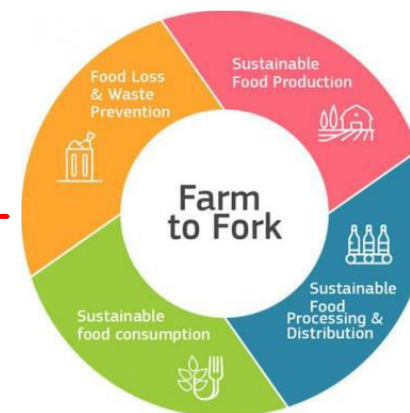 Food Loss
& Waste
Prevention
Sustainable
Food Production
Farm
to Fork
Sustainable
Food
Processing &
Distribution
Sustainable
food consumption